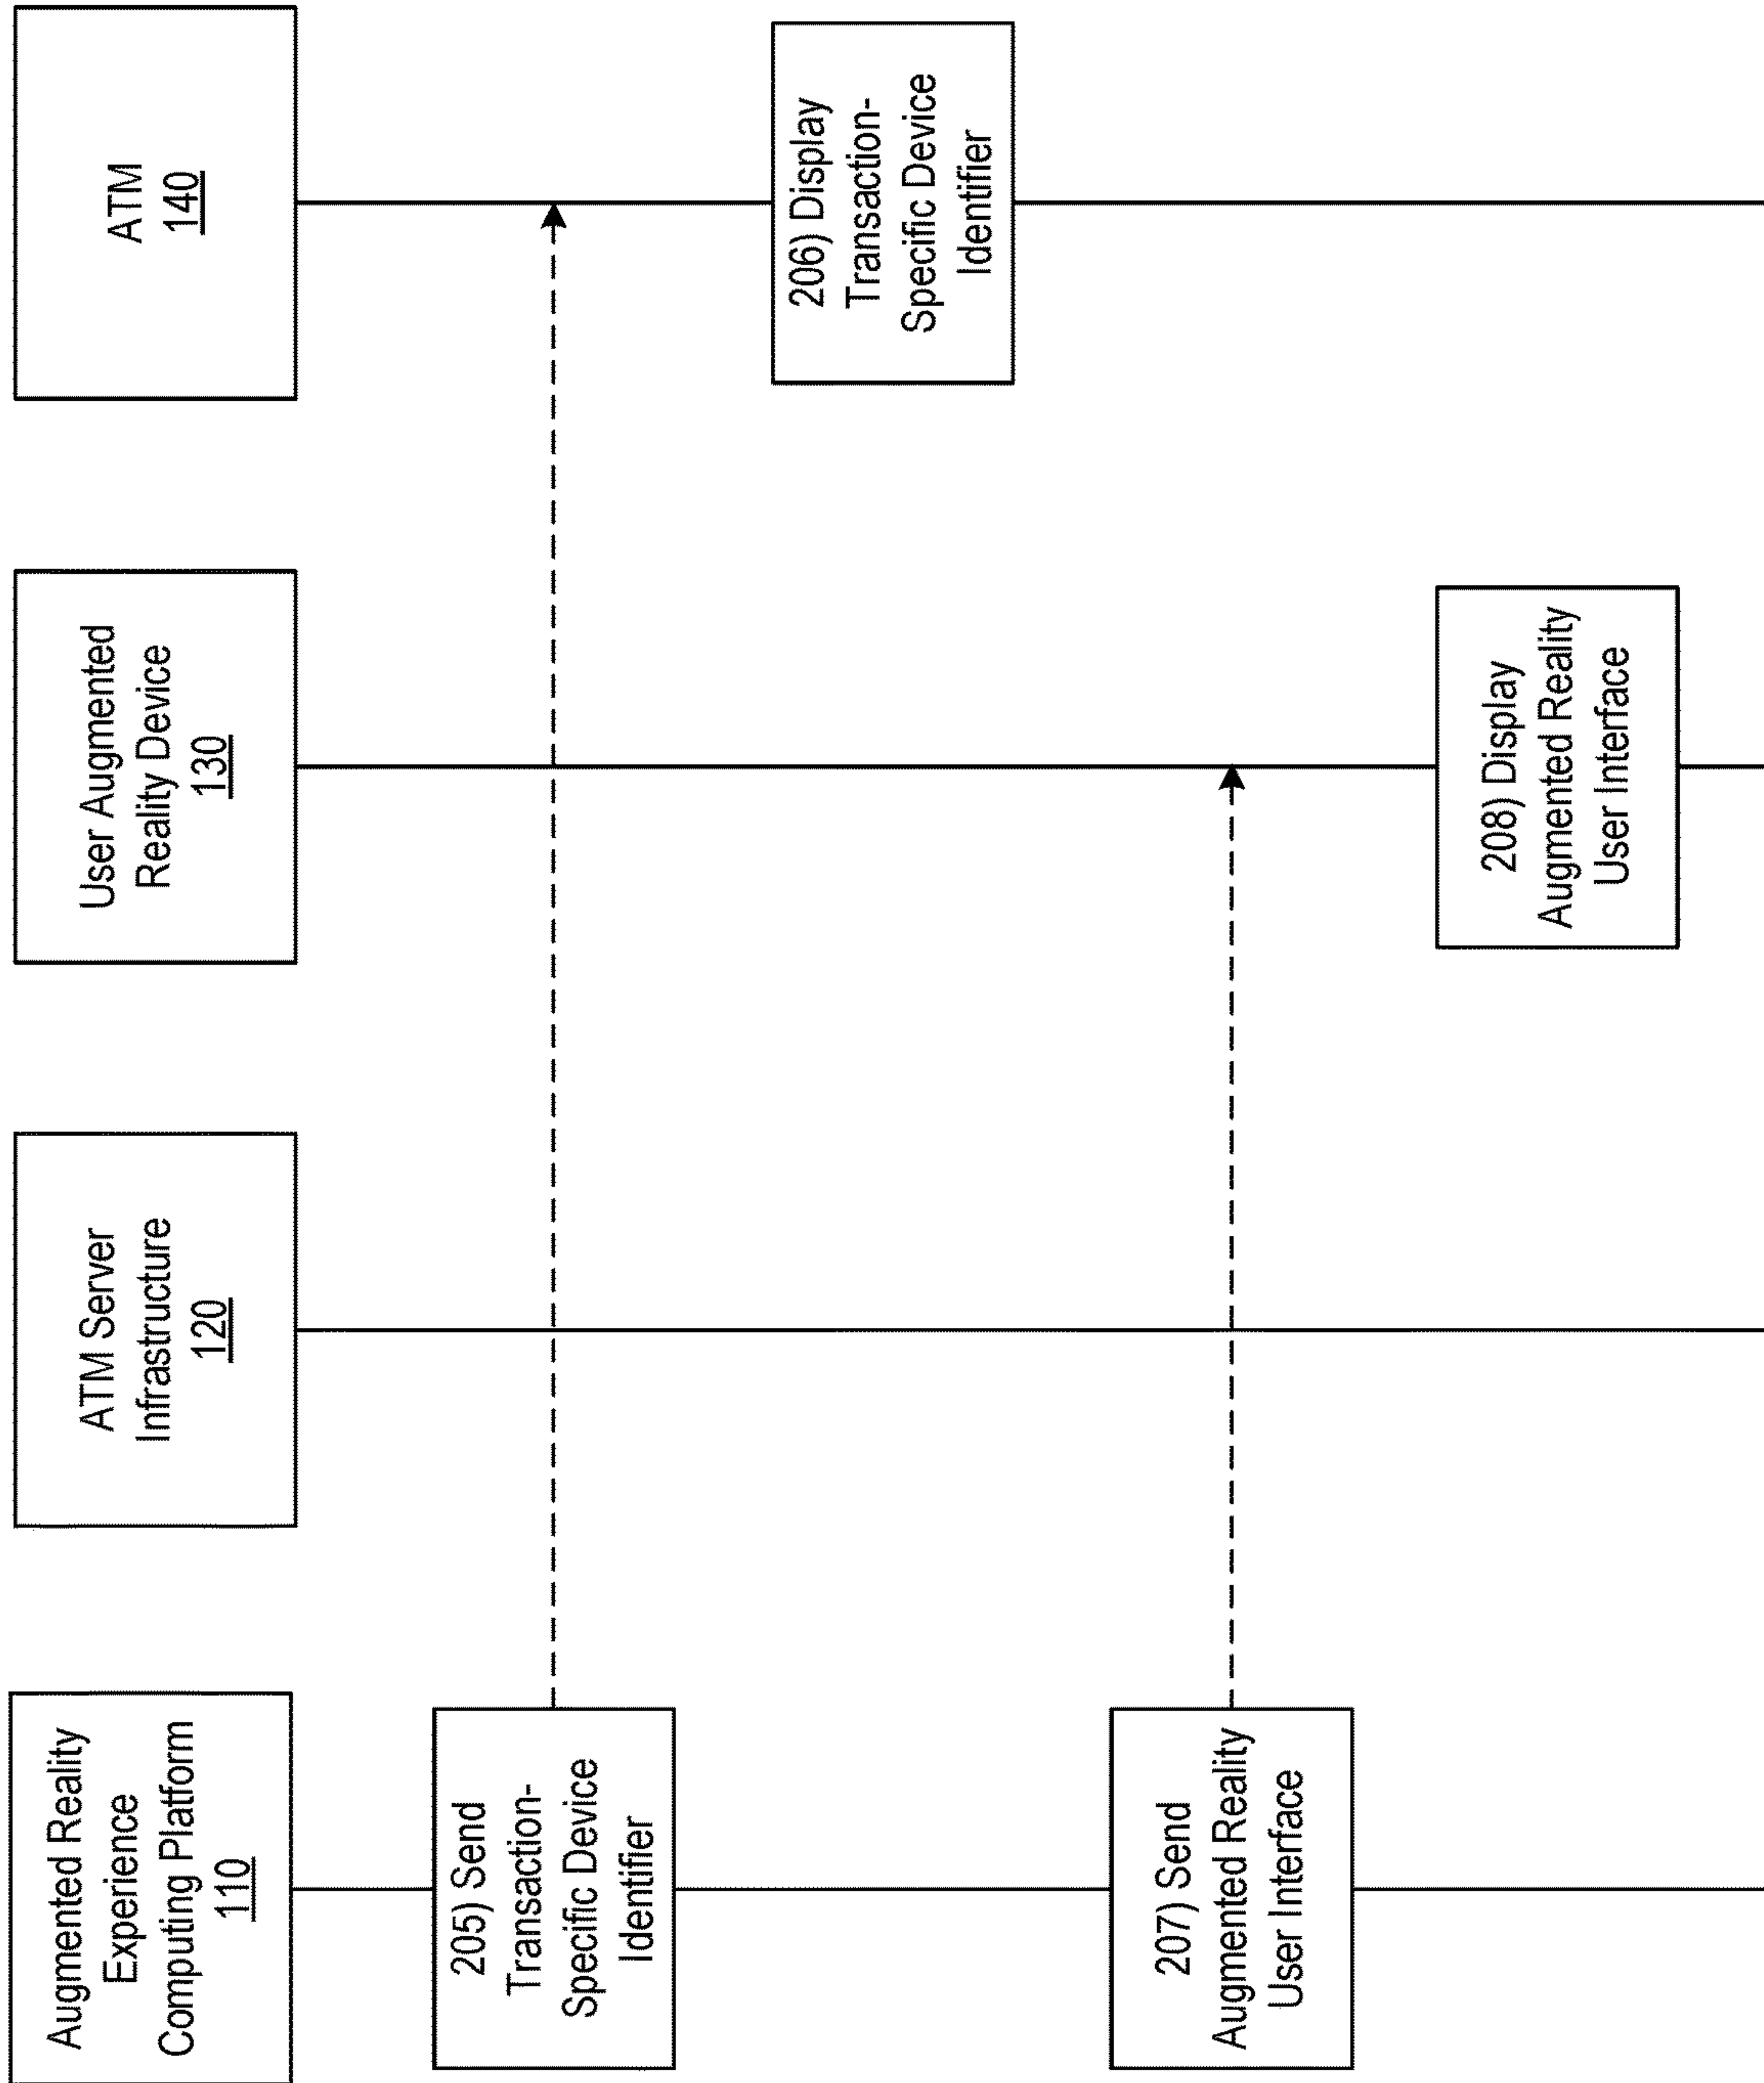 Augmented Reality
Experience
Computing Platform
110
ATM Server
Infrastructure
120
User Augmented
Reality Device
130
ATM
140
205) Send
Transaction-
Specific Device
Identifier
206) Display
Transaction-
Specific Device
Identifier
207) Send
Augmented Reality
User Interface
208) Display
Augmented Reality
User Interface